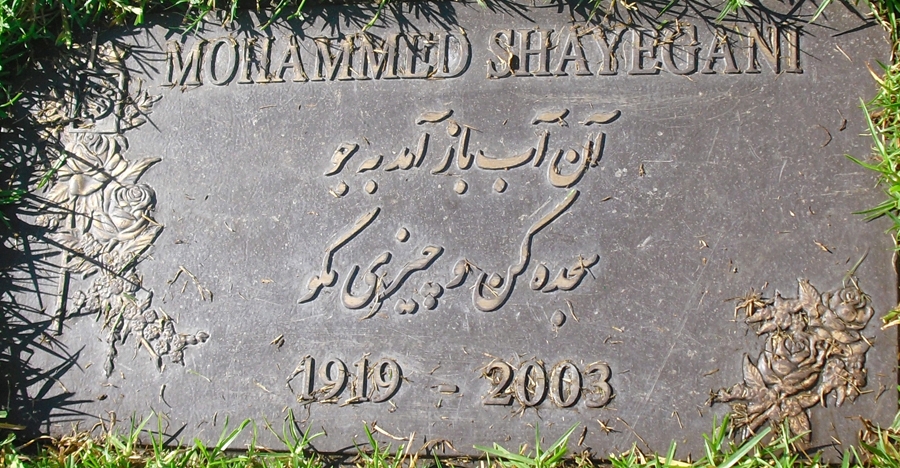 MOHAMMED SHAYEGANI
آن آب باز آمد به جو
سجده کن و چیزی مگو
1919 - 2003